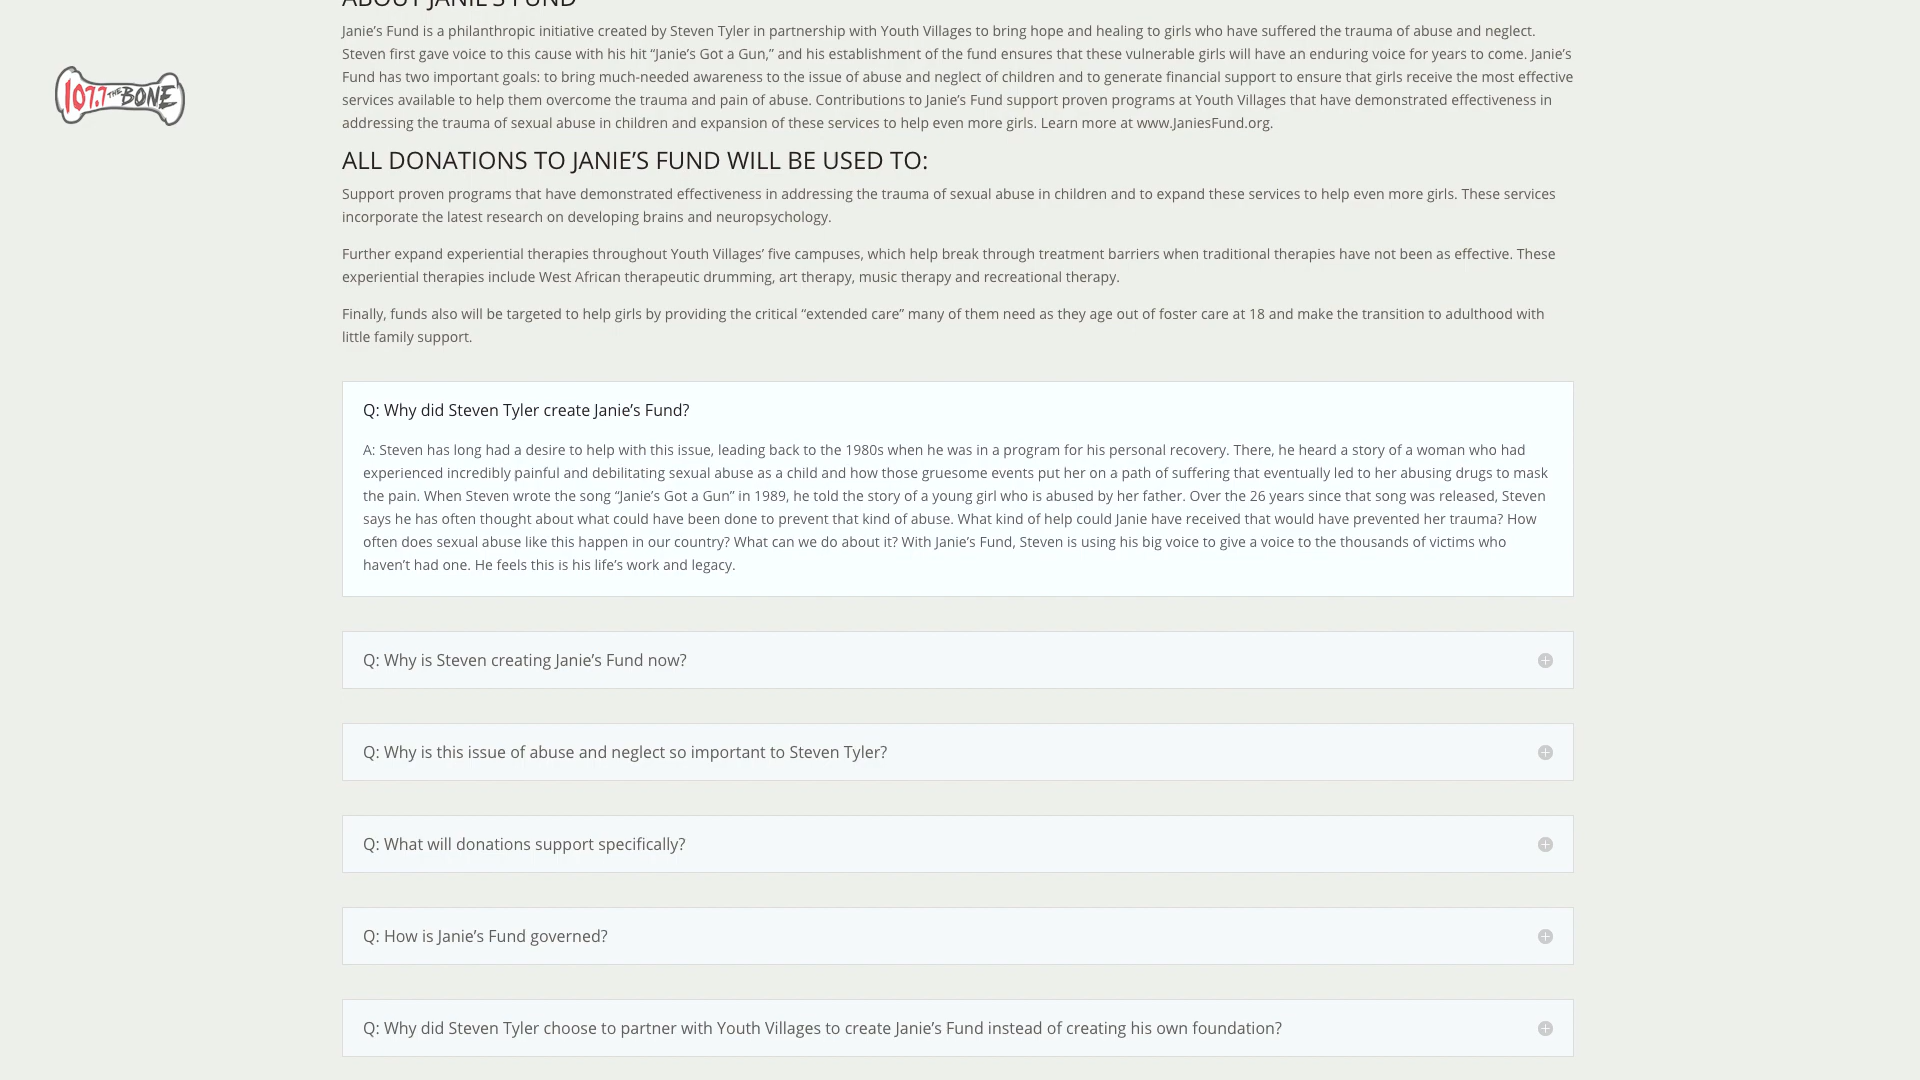 ABOUT JANIE’S FUND
Janie’s Fund is a philanthropic initiative created by Steven Tyler in partnership with Youth Villages to bring hope and healing to girls who have suffered the trauma of abuse and neglect.
Steven first gave voice to this cause with his hit “Janie’s Got a Gun,” and his establishment of the fund ensures that these vulnerable girls will have an enduring voice for years to come. Janie’s
Fund has two important goals: to bring much-needed awareness to the issue of abuse and neglect of children and to generate financial support to ensure that girls receive the most effective
107.7 THE BONE
services available to help them overcome the trauma and pain of abuse. Contributions to Janie’s Fund support proven programs at Youth Villages that have demonstrated effectiveness in
addressing the trauma of sexual abuse in children and expansion of these services to help even more girls. Learn more at www.JaniesFund.org.
ALL DONATIONS TO JANIE’S FUND WILL BE USED TO:
Support proven programs that have demonstrated effectiveness in addressing the trauma of sexual abuse in children and to expand these services to help even more girls. These services
incorporate the latest research on developing brains and neuropsychology.
Further expand experiential therapies throughout Youth Villages’ five campuses, which help break through treatment barriers when traditional therapies have not been as effective. These
experiential therapies include West African therapeutic drumming, art therapy, music therapy and recreational therapy.
Finally, funds also will be targeted to help girls by providing the critical “extended care” many of them need as they age out of foster care at 18 and make the transition to adulthood with
little family support.
Q: Why did Steven Tyler create Janie’s Fund?
A: Steven has long had a desire to help with this issue, leading back to the 1980s when he was in a program for his personal recovery. There, he heard a story of a woman who had
experienced incredibly painful and debilitating sexual abuse as a child and how those gruesome events put her on a path of suffering that eventually led to her abusing drugs to mask
the pain. When Steven wrote the song “Janie’s Got a Gun” in 1989, he told the story of a young girl who is abused by her father. Over the 26 years since that song was released, Steven
says he has often thought about what could have been done to prevent that kind of abuse. What kind of help could Janie have received that would have prevented her trauma? How
often does sexual abuse like this happen in our country? What can we do about it? With Janie’s Fund, Steven is using his big voice to give a voice to the thousands of victims who
haven’t had one. He feels this is his life’s work and legacy.
Q: Why is Steven creating Janie’s Fund now?
Q: Why is this issue of abuse and neglect so important to Steven Tyler?
Q: What will donations support specifically?
Q: How is Janie’s Fund governed?
Q: Why did Steven Tyler choose to partner with Youth Villages to create Janie’s Fund instead of creating his own foundation?